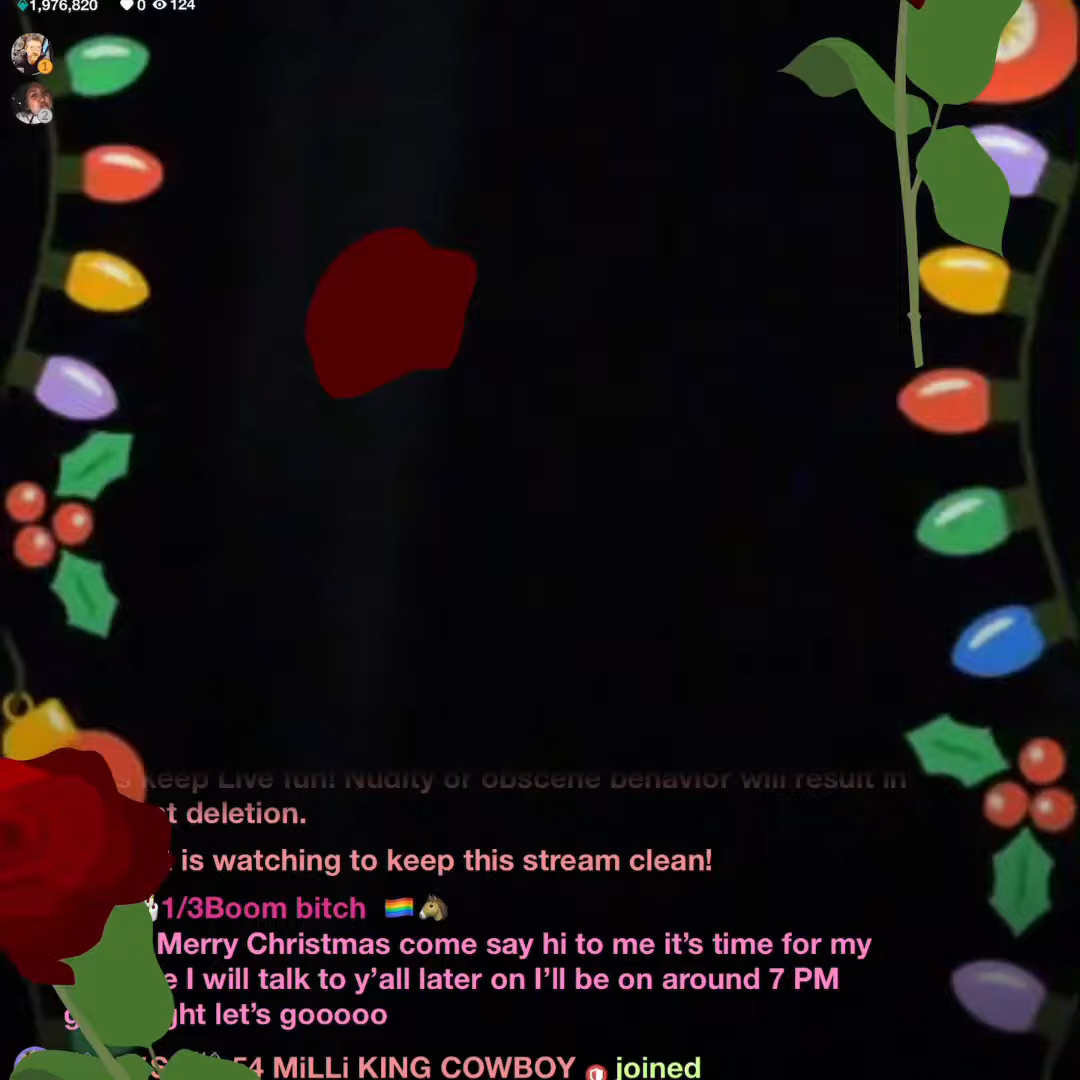 1,976,820 0 124
1
2
keep Live fun! Nudity or obscene behavior will result in
deletion.
is watching to keep this stream clean!
1/3Boom bitch 🏳️‍🌈🐴
Merry Christmas come say hi to me it’s time for my
I will talk to y’all later on I’ll be on around 7 PM
let’s gooooo
54 MiLLi KING COWBOY joined